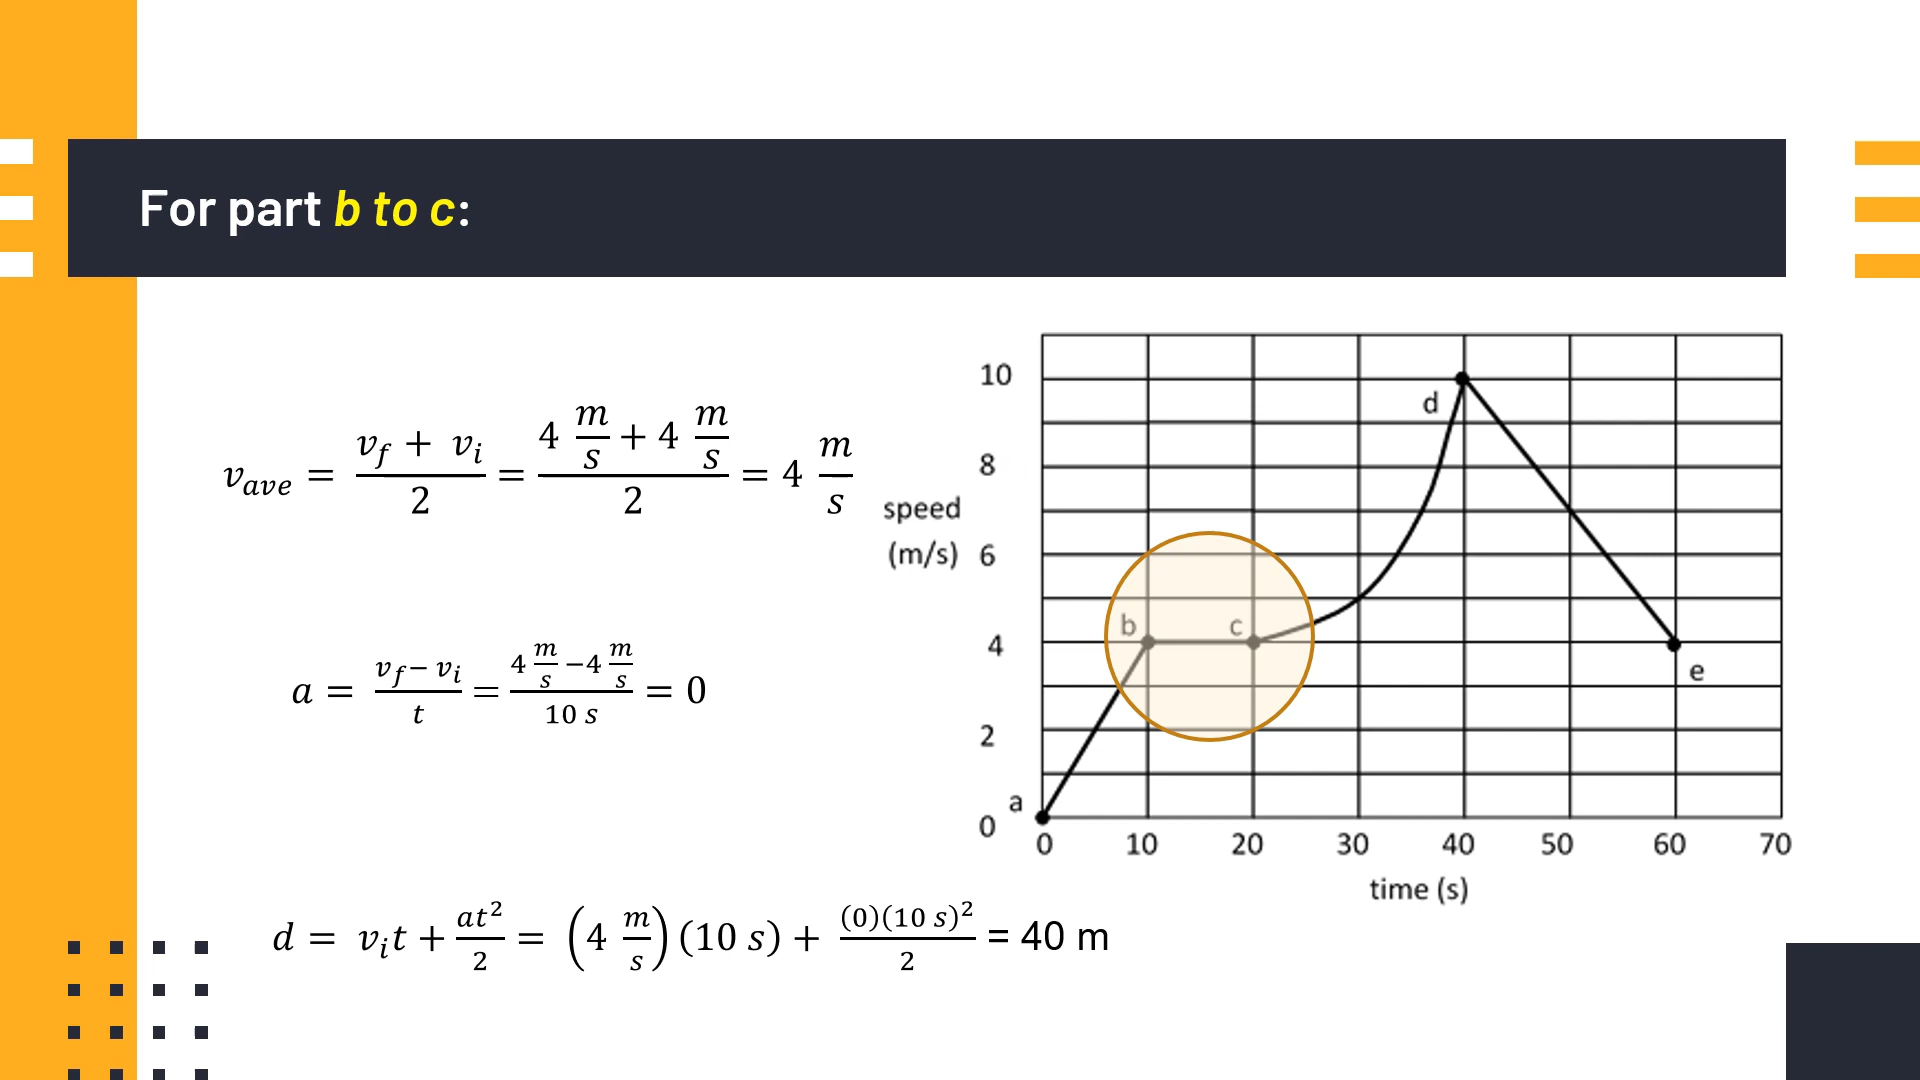 For part b to c:
v_ave = (v_f + v_i)/2 = (4 m/s + 4 m/s)/2 = 4 m/s
a = (v_f − v_i)/t = (4 m/s − 4 m/s)/(10 s) = 0
d = v_i t + at²/2 = (4 m/s)(10 s) + (0)(10 s)²/2 = 40 m
speed
(m/s)
10
8
6
4
2
0
a
b
c
d
e
0 10 20 30 40 50 60 70
time (s)